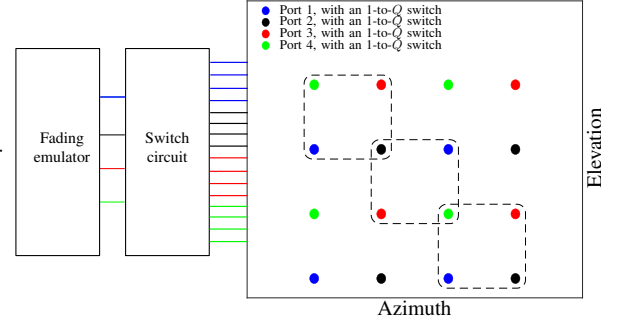 Port 1, with an 1-to-Q switch
Port 2, with an 1-to-Q switch
Port 3, with an 1-to-Q switch
Port 4, with an 1-to-Q switch
Fading
emulator
Switch
circuit
Elevation
Azimuth